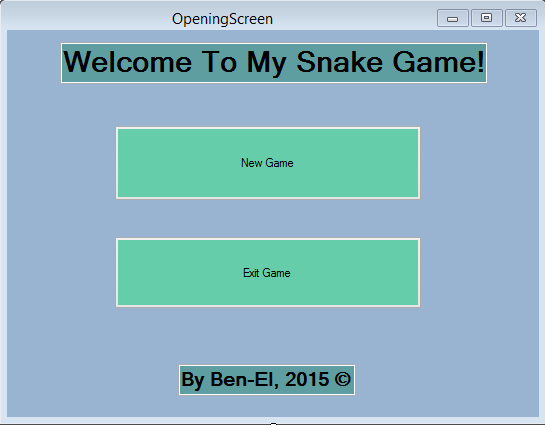 OpeningScreen
Welcome To My Snake Game!
New Game
Exit Game
By Ben-El, 2015 ©